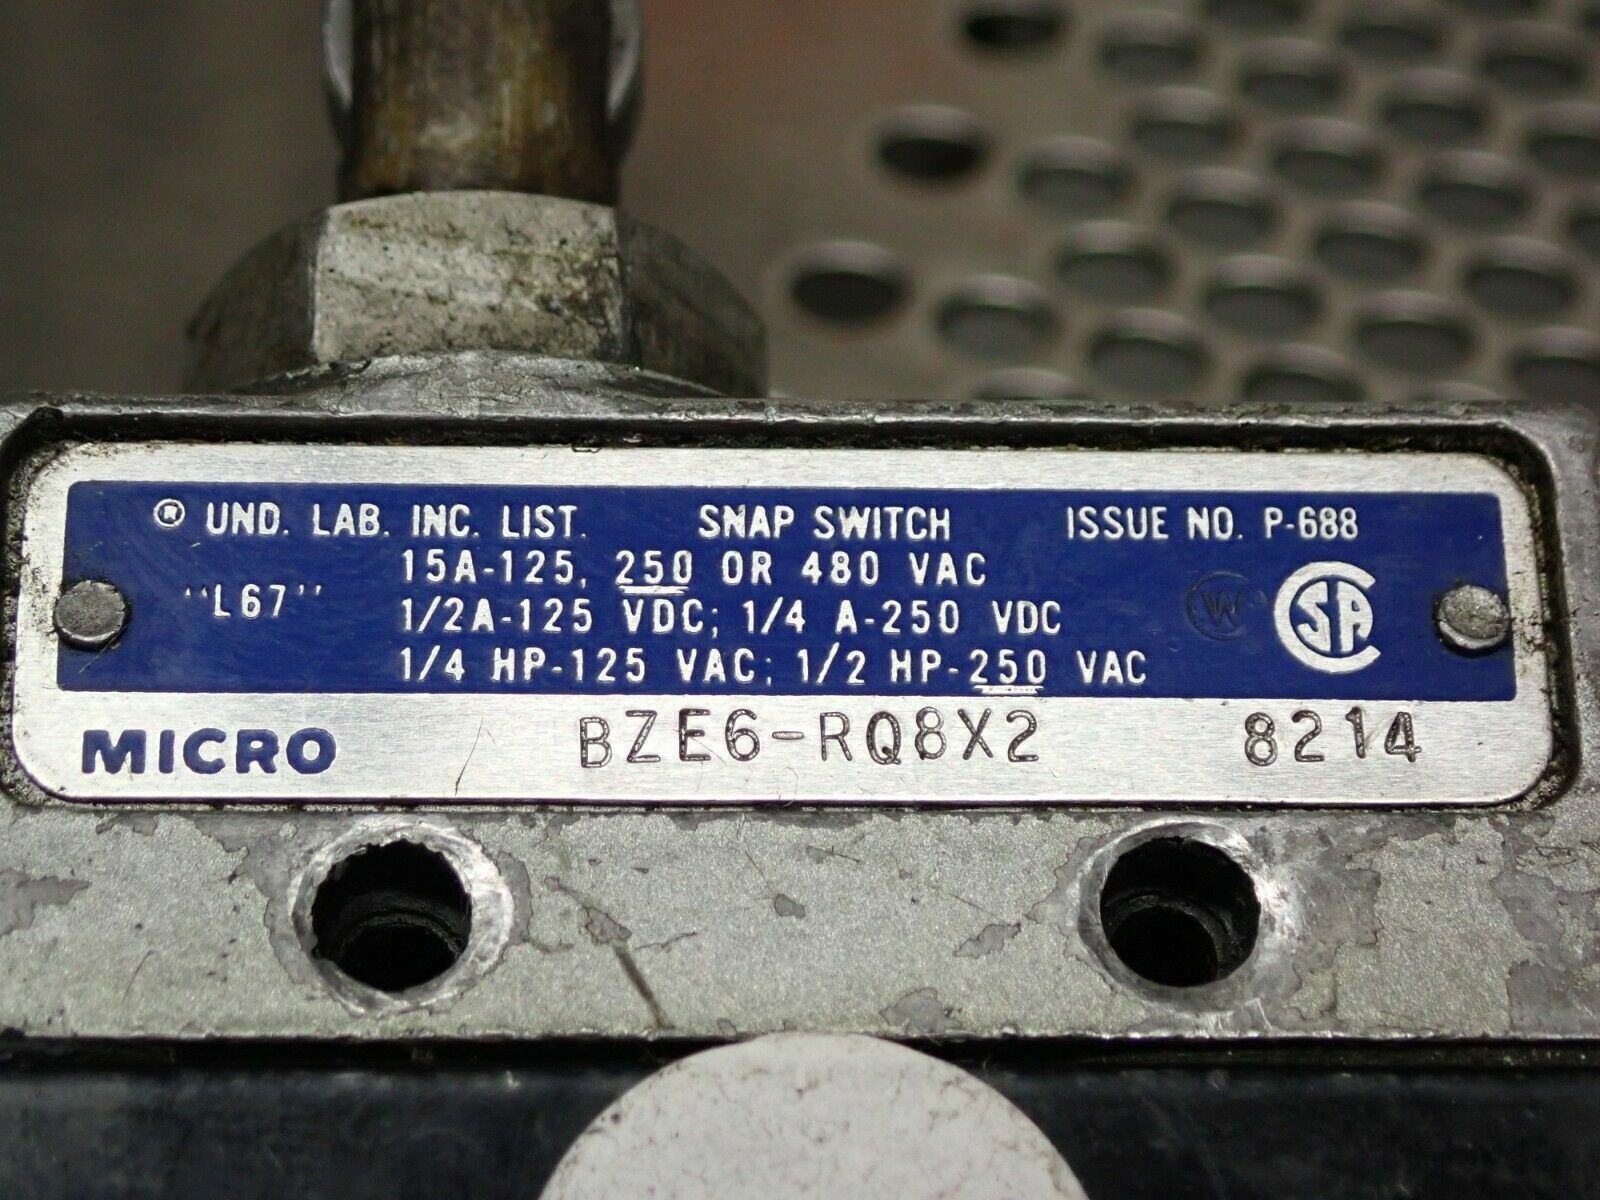 ® UND. LAB. INC. LIST. SNAP SWITCH ISSUE NO. P-688
15A-125, 250 OR 480 VAC
"L67" 1/2A-125 VDC; 1/4 A-250 VDC W CSA
1/4 HP-125 VAC; 1/2 HP-250 VAC
MICRO BZE6-RQ8X2 8214